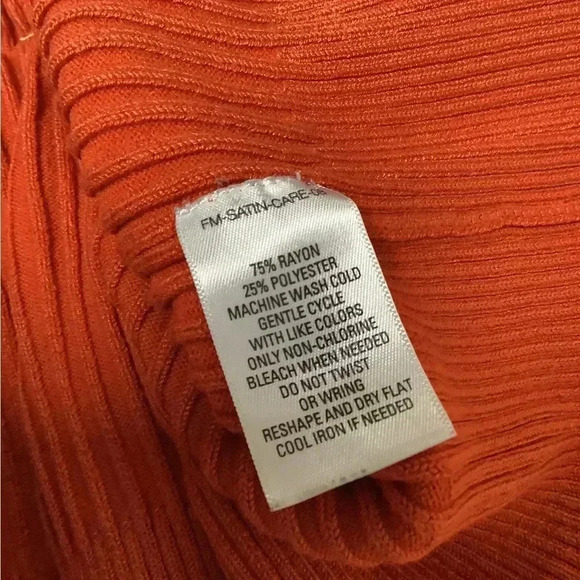 FM-SATIN-CARE-06
75% RAYON
25% POLYESTER
MACHINE WASH COLD
GENTLE CYCLE
WITH LIKE COLORS
ONLY NON-CHLORINE
BLEACH WHEN NEEDED
DO NOT TWIST
OR WRING
RESHAPE AND DRY FLAT
COOL IRON IF NEEDED